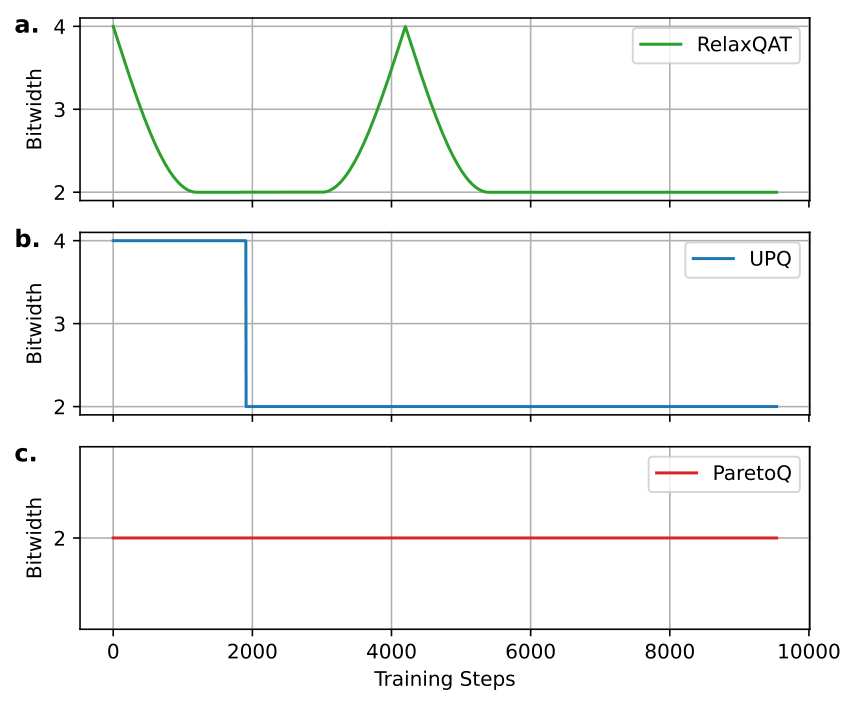 a.
4
3
2
Bitwidth
RelaxQAT
b.
4
3
2
Bitwidth
UPQ
c.
2
Bitwidth
ParetoQ
0 2000 4000 6000 8000 10000
Training Steps